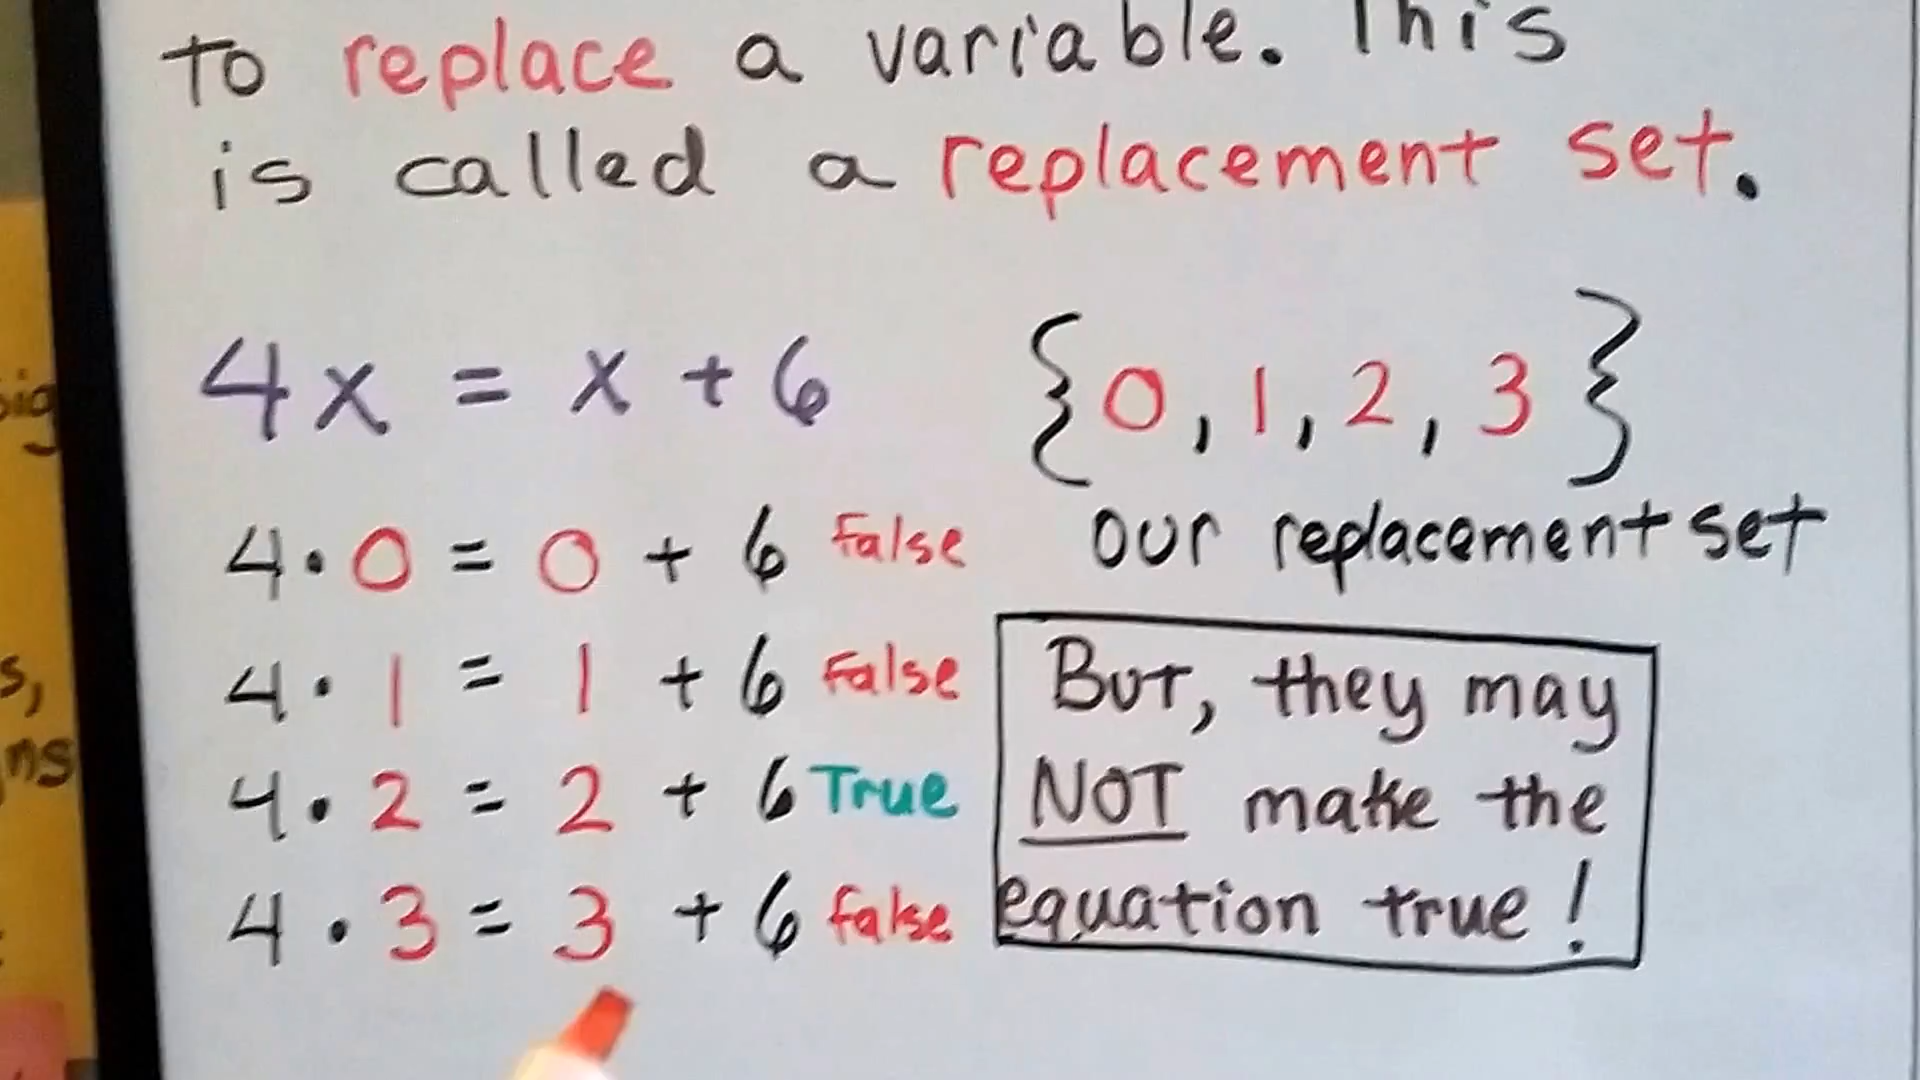 to replace a variable. This
is called a replacement set.
4x = x + 6
{0, 1, 2, 3}
our replacement set
4 · 0 = 0 + 6 False
4 · 1 = 1 + 6 False
4 · 2 = 2 + 6 True
4 · 3 = 3 + 6 false
But, they may
NOT make the
equation true!
s,
ns